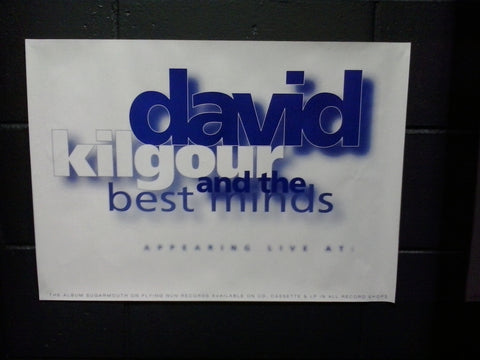 david
kilgour
and the
best minds
APPEARING LIVE AT:
THE ALBUM SUGARMOUTH ON FLYING NUN RECORDS AVAILABLE ON CD, CASSETTE & LP IN ALL RECORD SHOPS